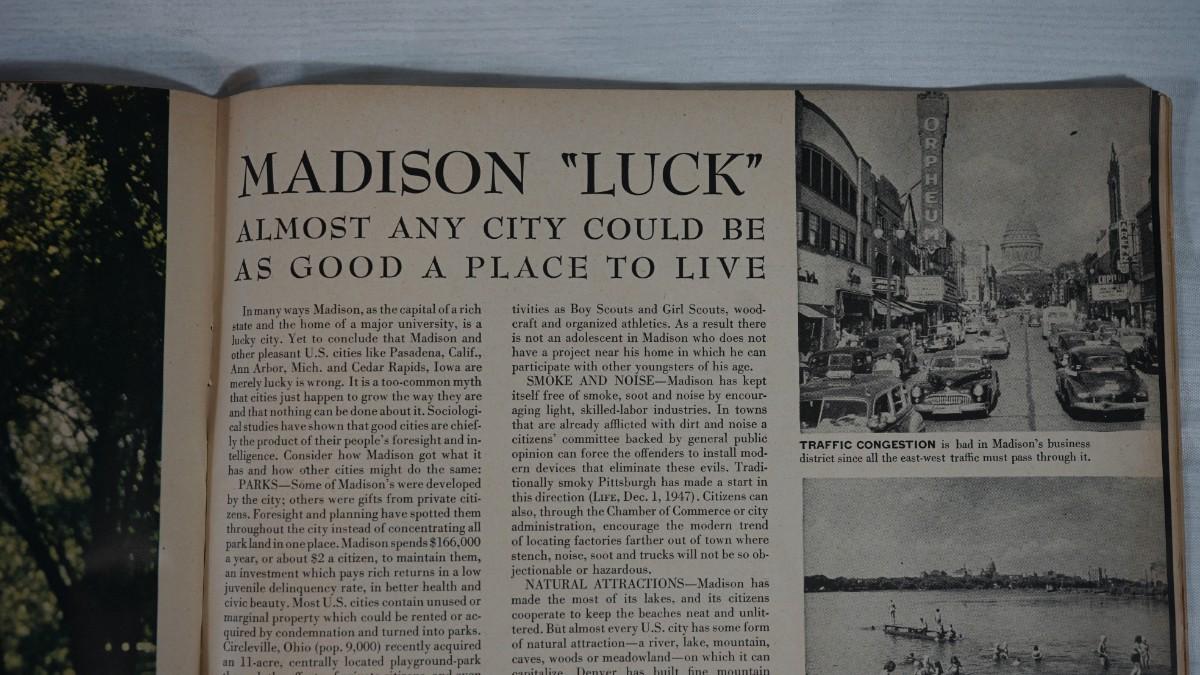 MADISON "LUCK"
ALMOST ANY CITY COULD BE
AS GOOD A PLACE TO LIVE
In many ways Madison, as the capital of a rich
state and the home of a major university, is a
lucky city. Yet to conclude that Madison and
other pleasant U.S. cities like Pasadena, Calif.,
Ann Arbor, Mich. and Cedar Rapids, Iowa are
merely lucky is wrong. It is a too-common myth
that cities just happen to grow the way they are
and that nothing can be done about it. Sociologi-
cal studies have shown that good cities are chief-
ly the product of their people's foresight and in-
telligence. Consider how Madison got what it
has and how other cities might do the same:
PARKS—Some of Madison's were developed
by the city; others were gifts from private citi-
zens. Foresight and planning have spotted them
throughout the city instead of concentrating all
park land in one place. Madison spends $166,000
a year, or about $2 a citizen, to maintain them,
an investment which pays rich returns in a low
juvenile delinquency rate, in better health and
civic beauty. Most U.S. cities contain unused or
marginal property which could be rented or ac-
quired by condemnation and turned into parks.
Circleville, Ohio (pop. 9,000) recently acquired
an 11-acre, centrally located playground-park
tivities as Boy Scouts and Girl Scouts, wood-
craft and organized athletics. As a result there
is not an adolescent in Madison who does not
have a project near his home in which he can
participate with other youngsters of his age.
SMOKE AND NOISE—Madison has kept
itself free of smoke, soot and noise by encour-
aging light, skilled-labor industries. In towns
that are already afflicted with dirt and noise a
citizens' committee backed by general public
opinion can force the offenders to install mod-
ern devices that eliminate these evils. Tradi-
tionally smoky Pittsburgh has made a start in
this direction (LIFE, Dec. 1, 1947). Citizens can
also, through the Chamber of Commerce or city
administration, encourage the modern trend
of locating factories farther out of town where
stench, noise, soot and trucks will not be so ob-
jectionable or hazardous.
NATURAL ATTRACTIONS—Madison has
made the most of its lakes, and its citizens
cooperate to keep the beaches neat and unlit-
tered. But almost every U.S. city has some form
of natural attraction—a river, lake, mountain,
caves, woods or meadowland—on which it can
capitalize. Denver has built fine mountain
ORPHEUM
TRAFFIC CONGESTION is bad in Madison's business
district since all the east-west traffic must pass through it.